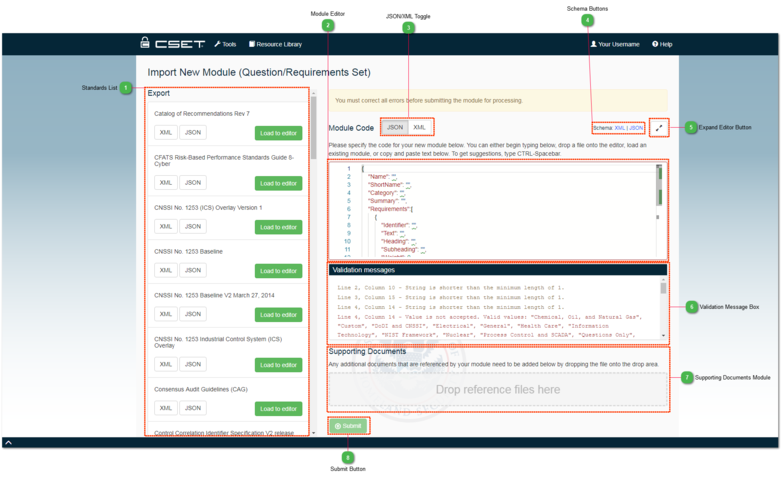 Schema Buttons
4
Module Editor
2
JSON/XML Toggle
3
CSET
Tools
Resource Library
Your Username
Help
Import New Module (Question/Requirements Set)
Standards List
1
Export
Catalog of Recommendations Rev 7
XML JSON Load to editor
CFATS Risk-Based Performance Standards Guide 8-
Cyber
XML JSON Load to editor
CNSSI No. 1253 (ICS) Overlay Version 1
XML JSON Load to editor
CNSSI No. 1253 Baseline
XML JSON Load to editor
CNSSI No. 1253 Baseline V2 March 27, 2014
XML JSON Load to editor
CNSSI No. 1253 Industrial Control System (ICS)
Overlay
XML JSON Load to editor
Consensus Audit Guidelines (CAG)
XML JSON Load to editor
Control Correlation Identifier Specification V2 release
You must correct all errors before submitting the module for processing.
Module Code JSON XML
Schema: XML | JSON
5
Expand Editor Button
Please specify the code for your new module below. You can either begin typing below, drop a file onto the editor, load an
existing module, or copy and paste text below. To get suggestions, type CTRL-Spacebar.
1 {
2 "Name": "",
3 "ShortName": "",
4 "Category": "",
5 "Summary": "",
6 "Requirements":[
7 {
8 "Identifier": "",
9 "Text": "",
10 "Heading": "",
11 "Subheading": "",
Validation messages
Line 2, Column 10 - String is shorter than the minimum length of 1.
Line 3, Column 15 - String is shorter than the minimum length of 1.
Line 4, Column 14 - String is shorter than the minimum length of 1.
Line 4, Column 14 - Value is not accepted. Valid values: "Chemical, Oil, and Natural Gas",
"Custom", "DoDI and CNSSI", "Electrical", "General", "Health Care", "Information
Technology", "NIST Framework", "Nuclear", "Process Control and SCADA", "Questions Only",
6
Validation Message Box
Supporting Documents
Any additional documents that are referenced by your module need to be added below by dropping the file onto the drop area.
Drop reference files here
7
Supporting Documents Module
Submit
8
Submit Button